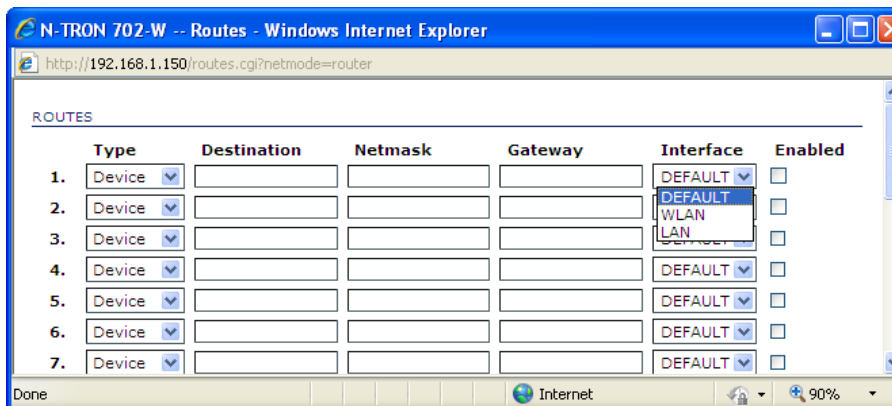 N-TRON 702-W -- Routes - Windows Internet Explorer
http://192.168.1.150/routes.cgi?netmode=router
ROUTES
Type Destination Netmask Gateway Interface Enabled
1. Device DEFAULT
DEFAULT
2. Device
WLAN
LAN
3. Device
4. Device DEFAULT
5. Device DEFAULT
6. Device DEFAULT
7. Device DEFAULT
Done Internet 90%